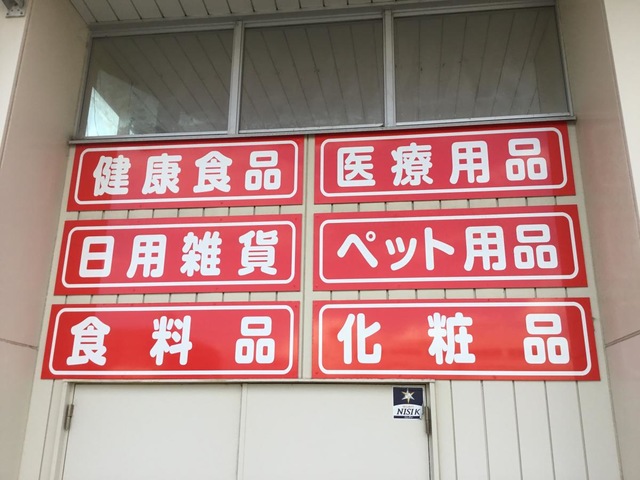 健康食品
医療用品
日用雑貨
ペット用品
食料品
化粧品
NISIK